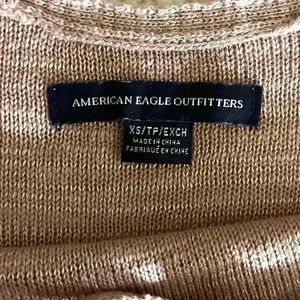 AMERICAN EAGLE OUTFITTERS
XS/TP/EXCH
MADE IN CHINA
FABRIQUÉ EN CHINE